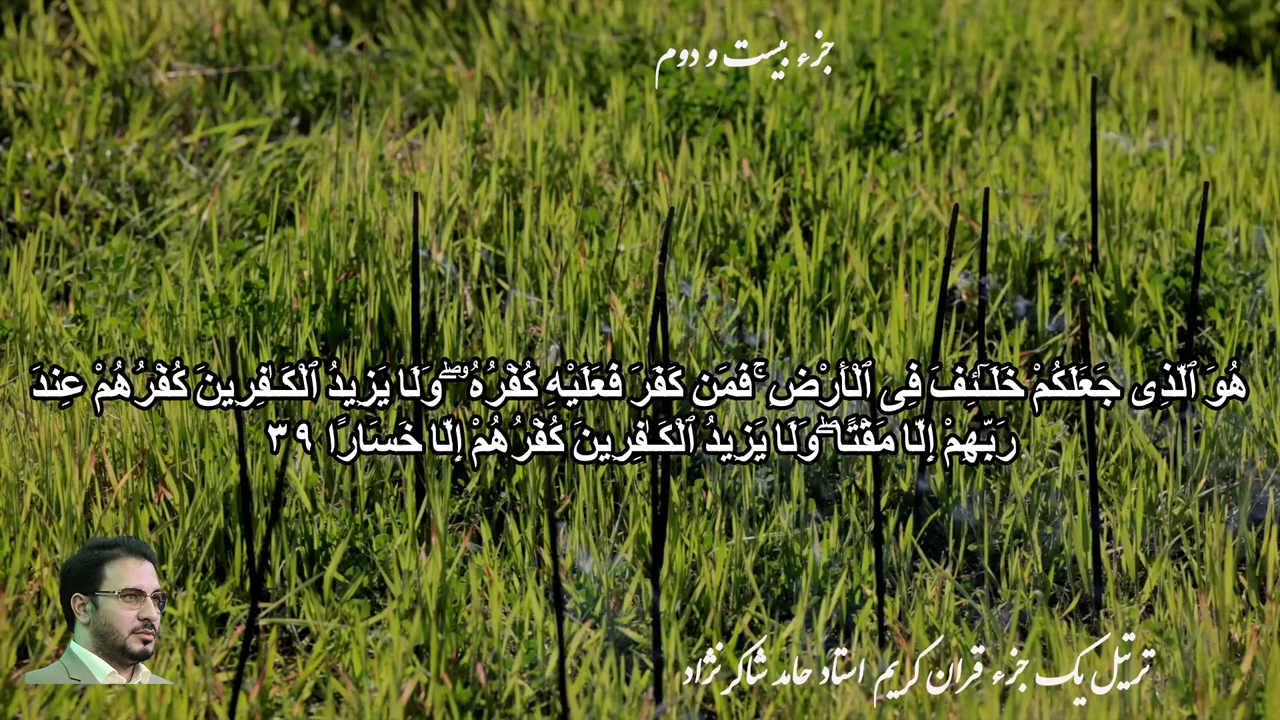 جزء بیست و دوم
هُوَ ٱلَّذِى جَعَلَكُمْ خَلَـٰٓئِفَ فِى ٱلْأَرْضِ ۚ فَمَن كَفَرَ فَعَلَيْهِ كُفْرُهُۥ ۖ وَلَا يَزِيدُ ٱلْكَـٰفِرِينَ كُفْرُهُمْ عِندَ
رَبِّهِمْ إِلَّا مَقْتًا ۖ وَلَا يَزِيدُ ٱلْكَـٰفِرِينَ كُفْرُهُمْ إِلَّا خَسَارًا ٣٩
ترتیل یک جزء قران کریم استاد حامد شاکرنژاد